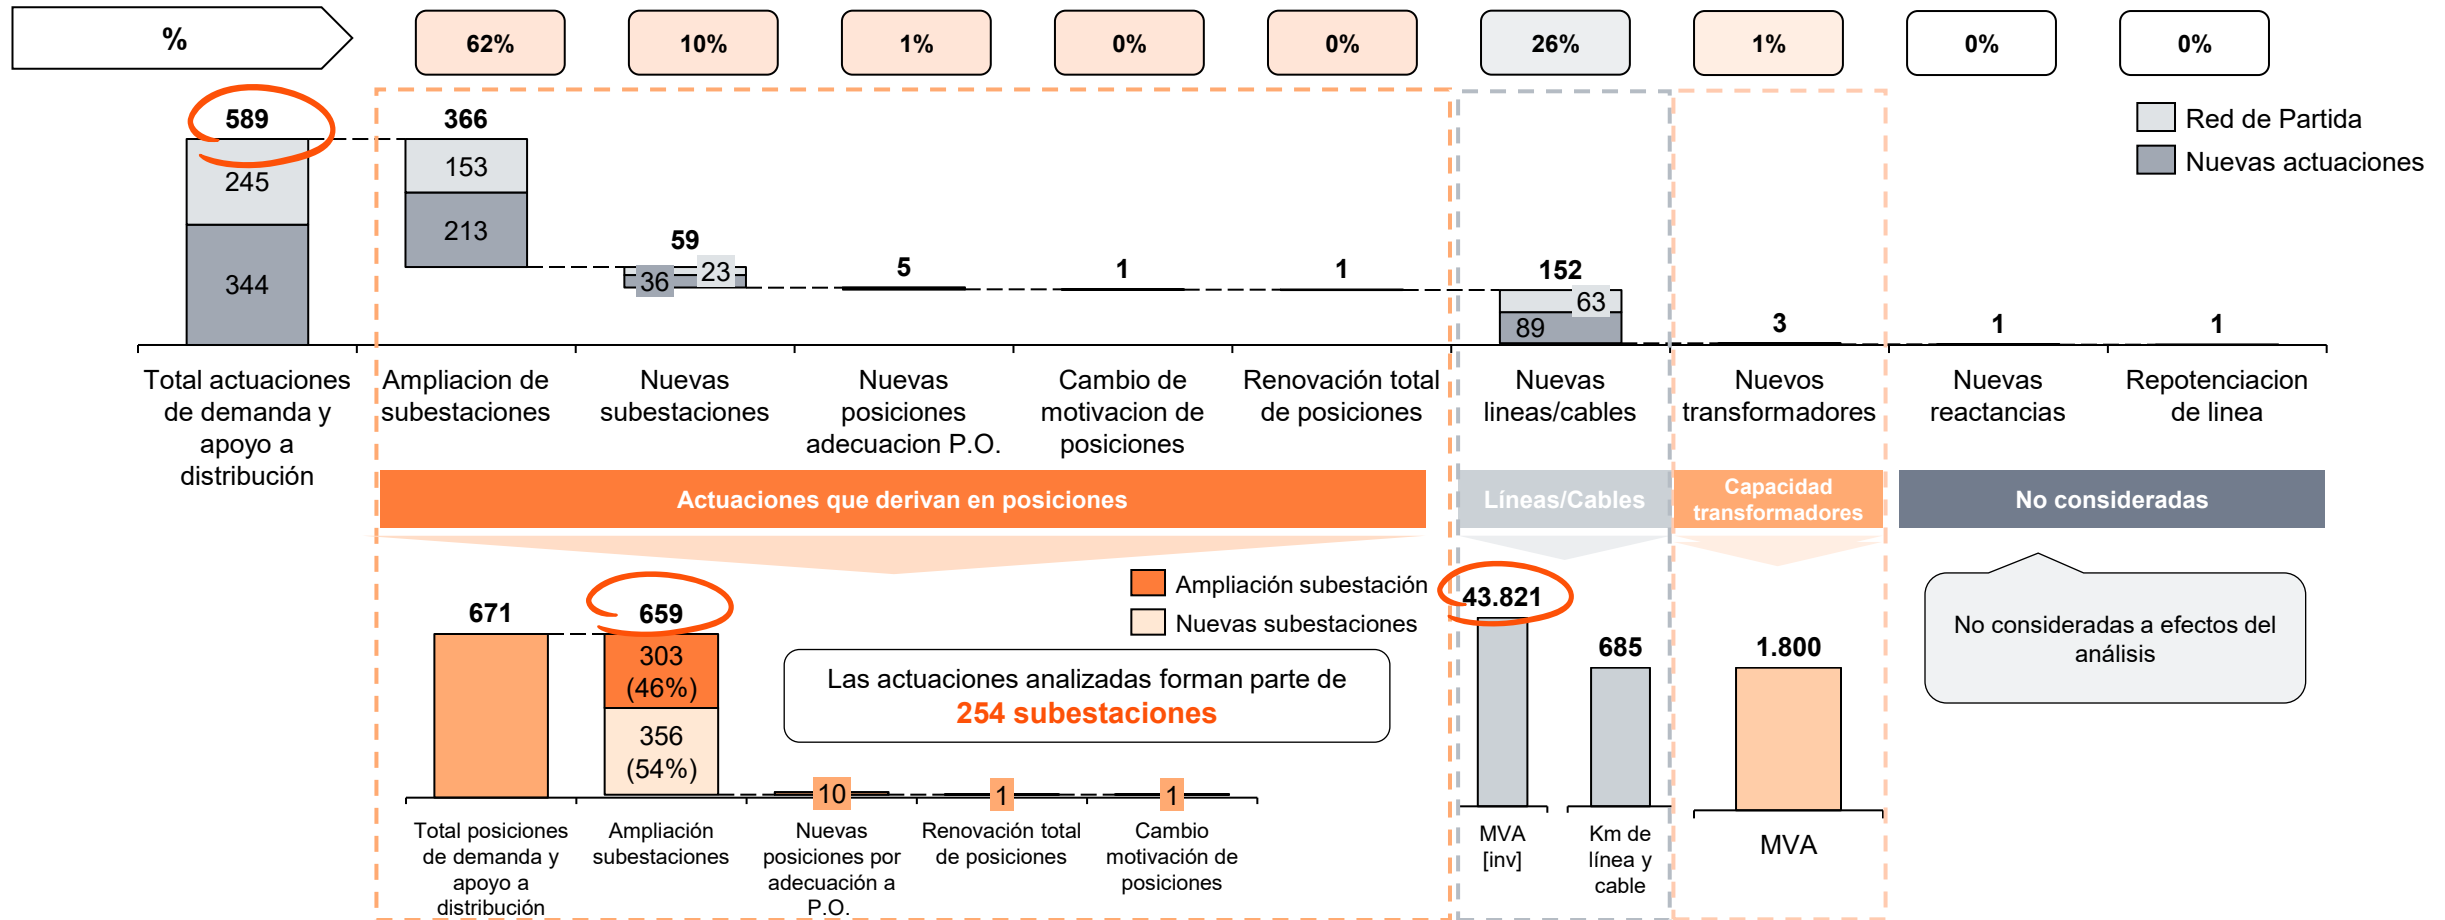 %
62%
10%
1%
0%
0%
26%
1%
0%
0%
Red de Partida
Nuevas actuaciones
589
245
344
366
153
213
59
36
23
5
1
1
152
63
89
3
1
1
Total actuaciones
de demanda y
apoyo a
distribución
Ampliacion de
subestaciones
Nuevas
subestaciones
Nuevas
posiciones
adecuacion P.O.
Cambio de
motivacion de
posiciones
Renovación total
de posiciones
Nuevas
lineas/cables
Nuevos
transformadores
Nuevas
reactancias
Repotenciacion
de linea
Actuaciones que derivan en posiciones
Líneas/Cables
Capacidad
transformadores
No consideradas
Ampliación subestación
Nuevas subestaciones
671
659
303
(46%)
356
(54%)
10
1
1
Las actuaciones analizadas forman parte de
254 subestaciones
Total posiciones
de demanda y
apoyo a
distribución
Ampliación
subestaciones
Nuevas
posiciones por
adecuación a
P.O.
Renovación total
de posiciones
Cambio
motivación de
posiciones
43.821
MVA
[inv]
685
Km de
línea y
cable
1.800
MVA
No consideradas a efectos del
análisis